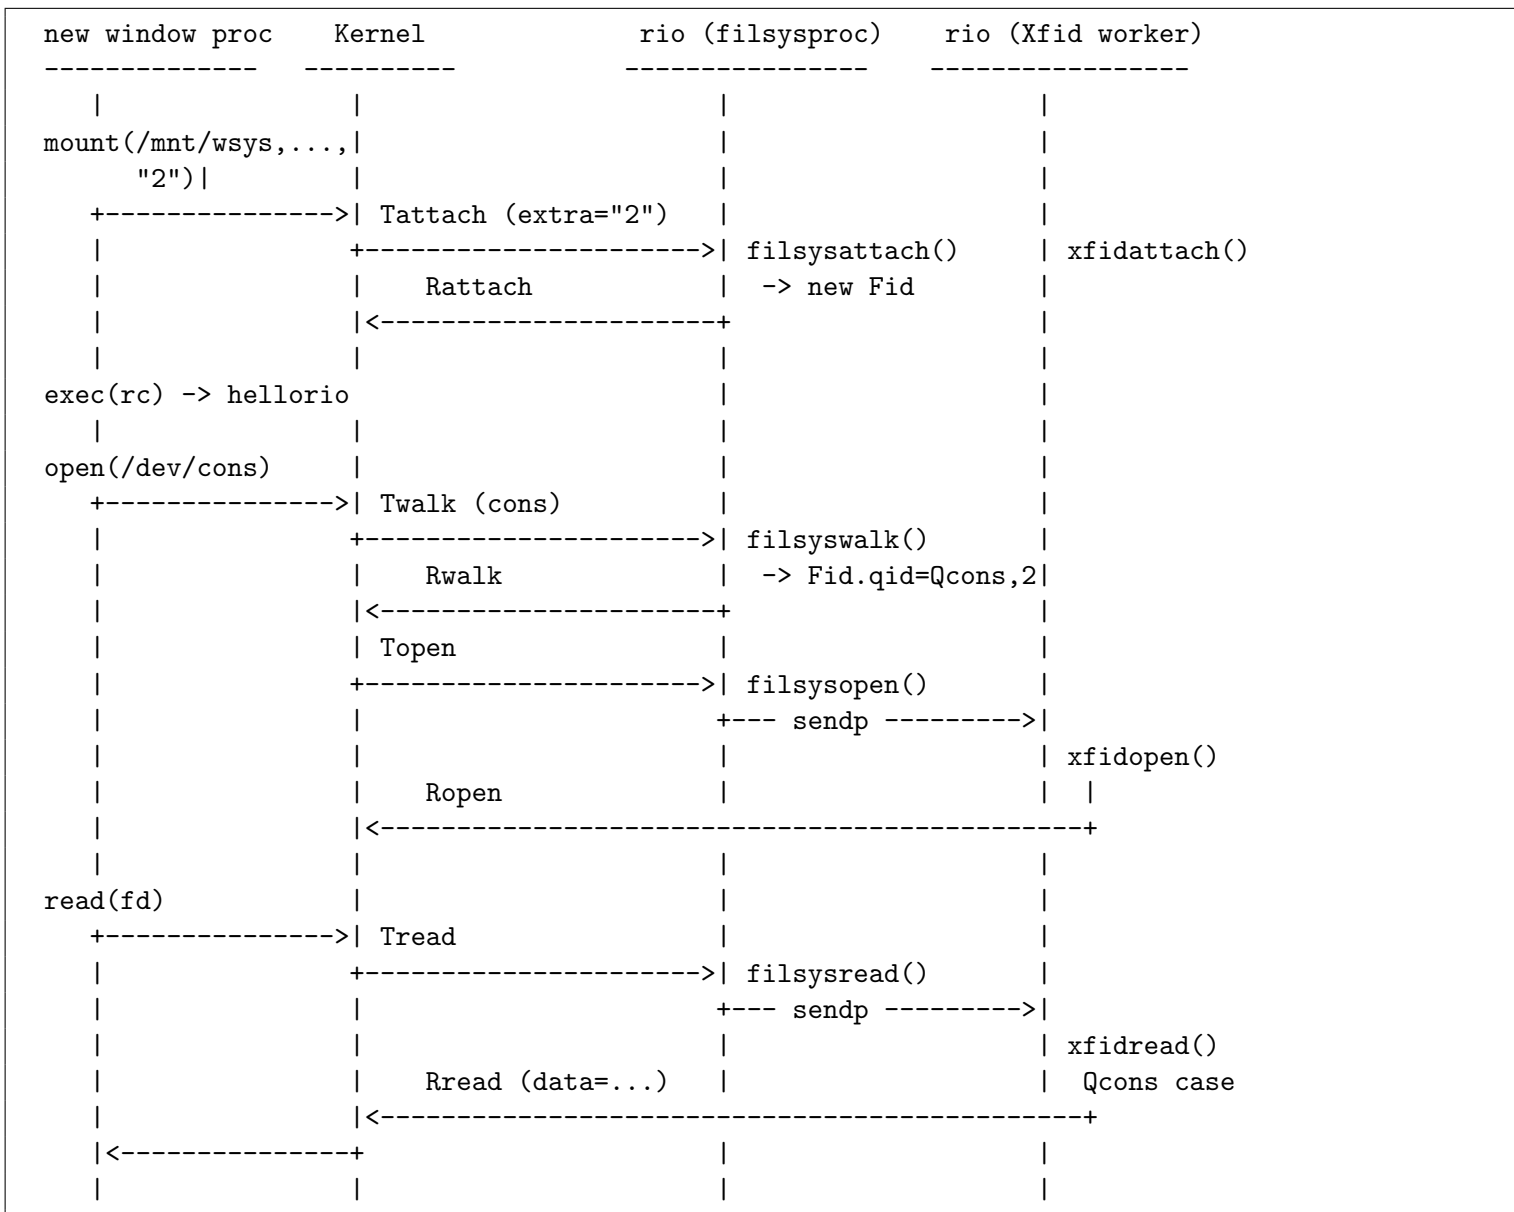 new window proc    Kernel              rio (filsysproc)    rio (Xfid worker)
--------------   ----------           ----------------    -----------------
   |                |                       |                    |
mount(/mnt/wsys,...,|                       |                    |
      "2")|         |                       |                    |
   +--------------->| Tattach (extra="2")   |                    |
   |                +---------------------->| filsysattach()     | xfidattach()
   |                |    Rattach            |  -> new Fid        |
   |                |<----------------------+                    |
   |                |                       |                    |
exec(rc) -> hellorio                        |                    |
   |                |                       |                    |
open(/dev/cons)     |                       |                    |
   +--------------->| Twalk (cons)          |                    |
   |                +---------------------->| filsyswalk()       |
   |                |    Rwalk              |  -> Fid.qid=Qcons,2|
   |                |<----------------------+                    |
   |                | Topen                 |                    |
   |                +---------------------->| filsysopen()       |
   |                |                       +--- sendp --------->|
   |                |                       |                    | xfidopen()
   |                |    Ropen              |                    |  |
   |                |<----------------------------------------------+
   |                |                       |                    |
read(fd)            |                       |                    |
   +--------------->| Tread                 |                    |
   |                +---------------------->| filsysread()       |
   |                |                       +--- sendp --------->|
   |                |                       |                    | xfidread()
   |                |    Rread (data=...)   |                    |  Qcons case
   |                |<----------------------------------------------+
   |<---------------+                       |                    |
   |                |                       |                    |